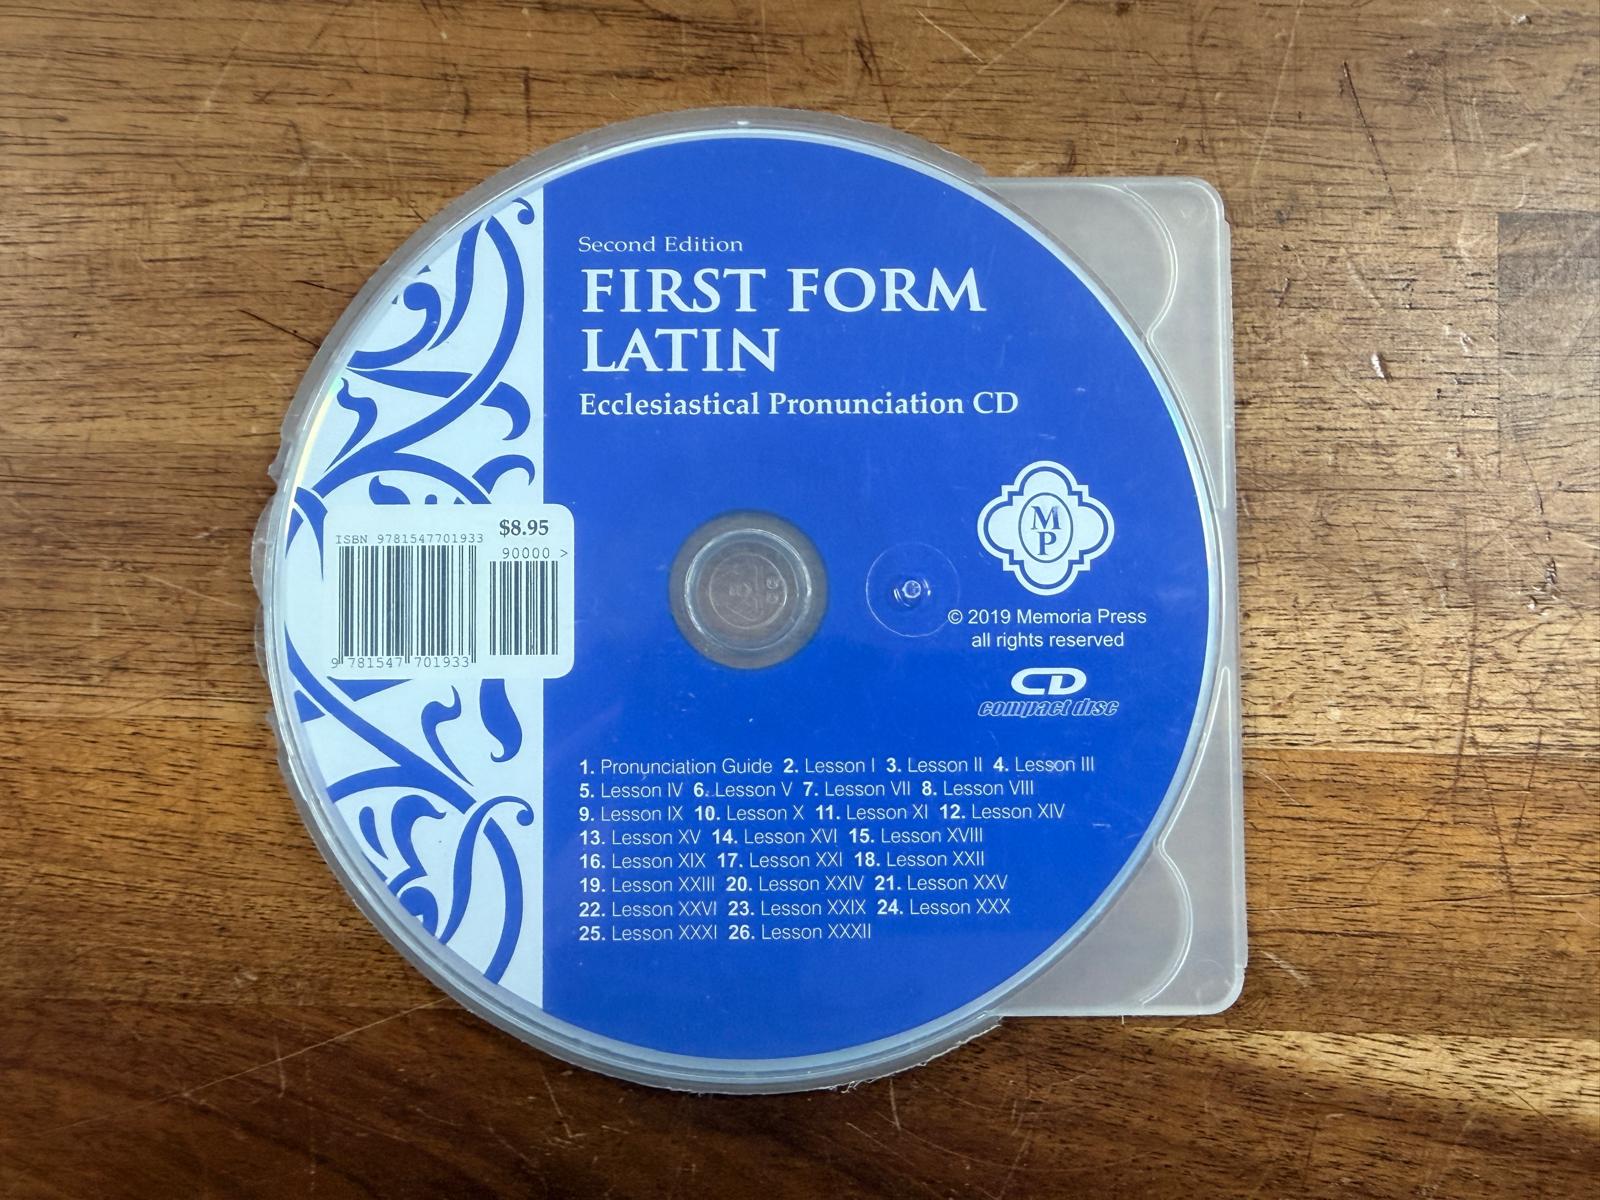 Second Edition
FIRST FORM
LATIN
Ecclesiastical Pronunciation CD
$8.95
ISBN 9781547701933
90000 >
9 781547 701933
M
P
© 2019 Memoria Press
all rights reserved
CD
compact disc
1. Pronunciation Guide 2. Lesson I 3. Lesson II 4. Lesson III
5. Lesson IV 6. Lesson V 7. Lesson VII 8. Lesson VIII
9. Lesson IX 10. Lesson X 11. Lesson XI 12. Lesson XIV
13. Lesson XV 14. Lesson XVI 15. Lesson XVIII
16. Lesson XIX 17. Lesson XXI 18. Lesson XXII
19. Lesson XXIII 20. Lesson XXIV 21. Lesson XXV
22. Lesson XXVI 23. Lesson XXIX 24. Lesson XXX
25. Lesson XXXI 26. Lesson XXXII